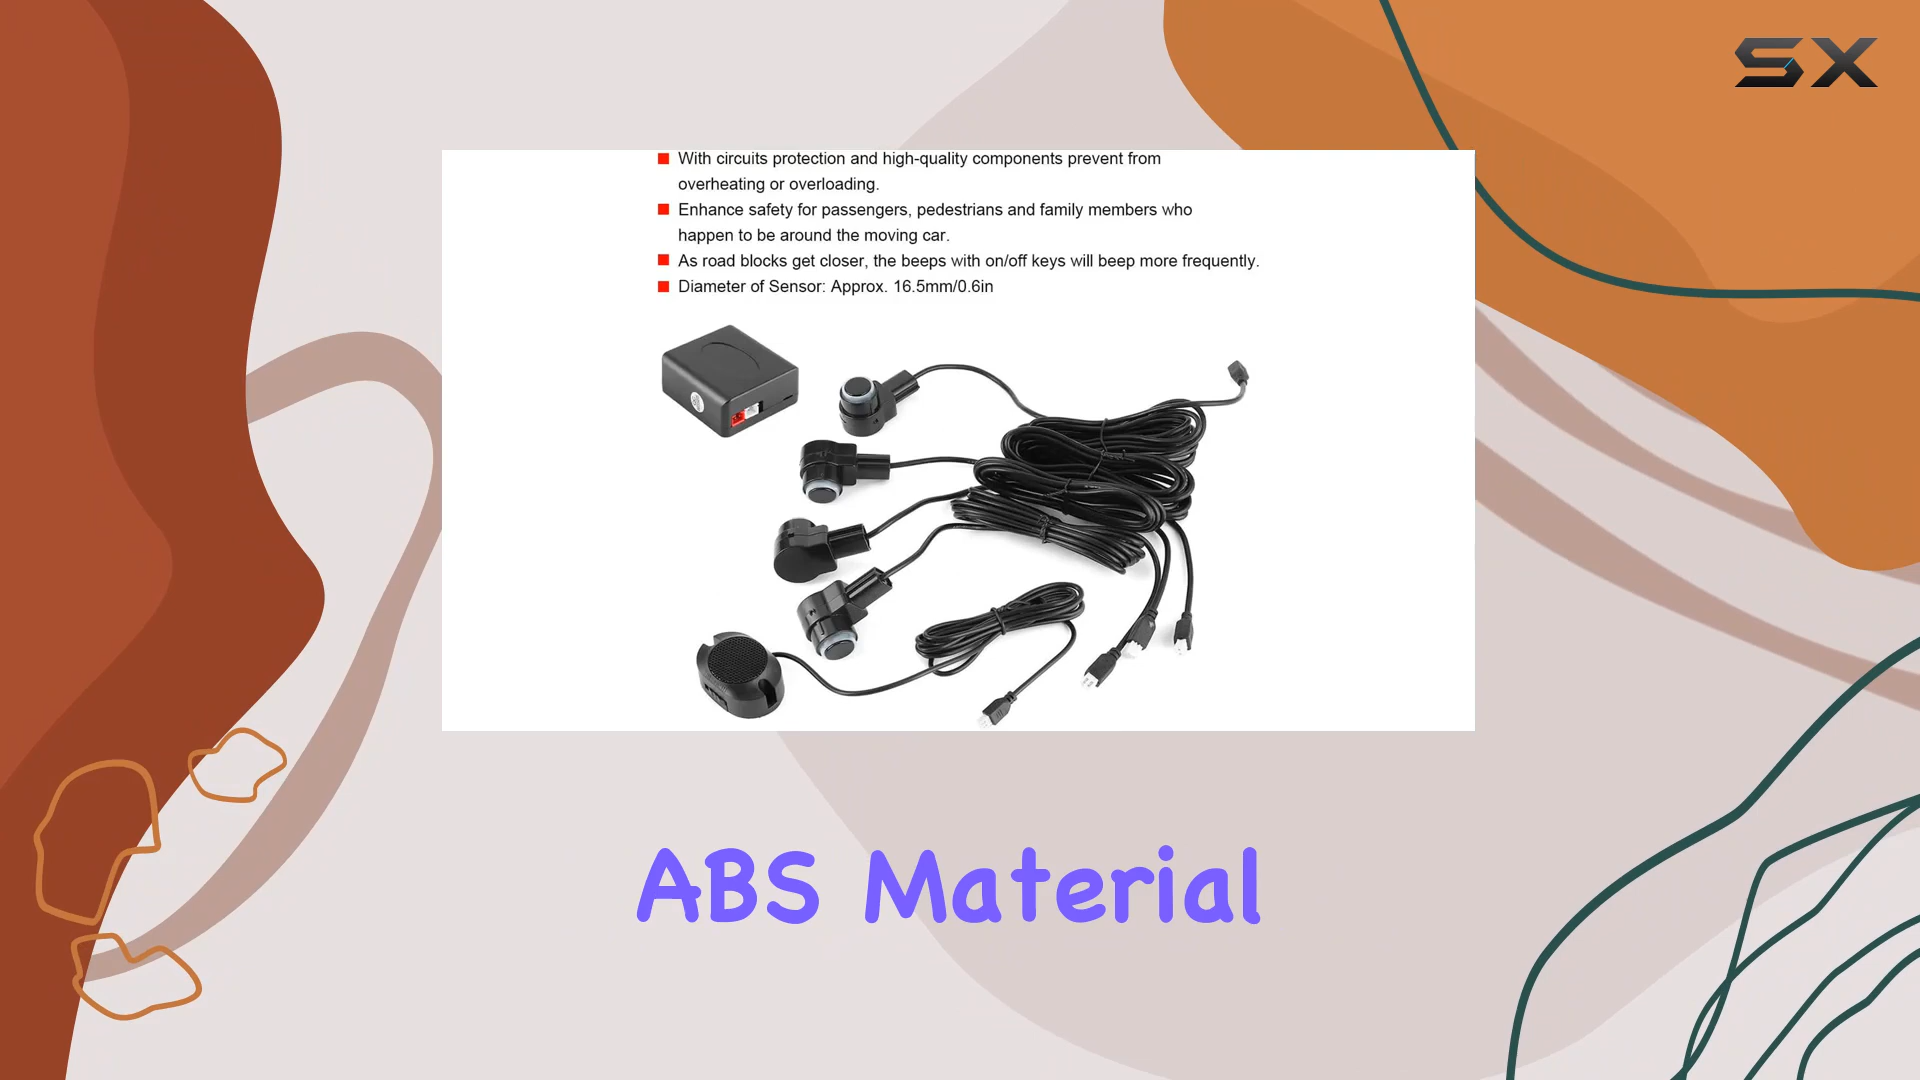 SX
With circuits protection and high-quality components prevent from
overheating or overloading.
Enhance safety for passengers, pedestrians and family members who
happen to be around the moving car.
As road blocks get closer, the beeps with on/off keys will beep more frequently.
Diameter of Sensor: Approx. 16.5mm/0.6in
ABS Material